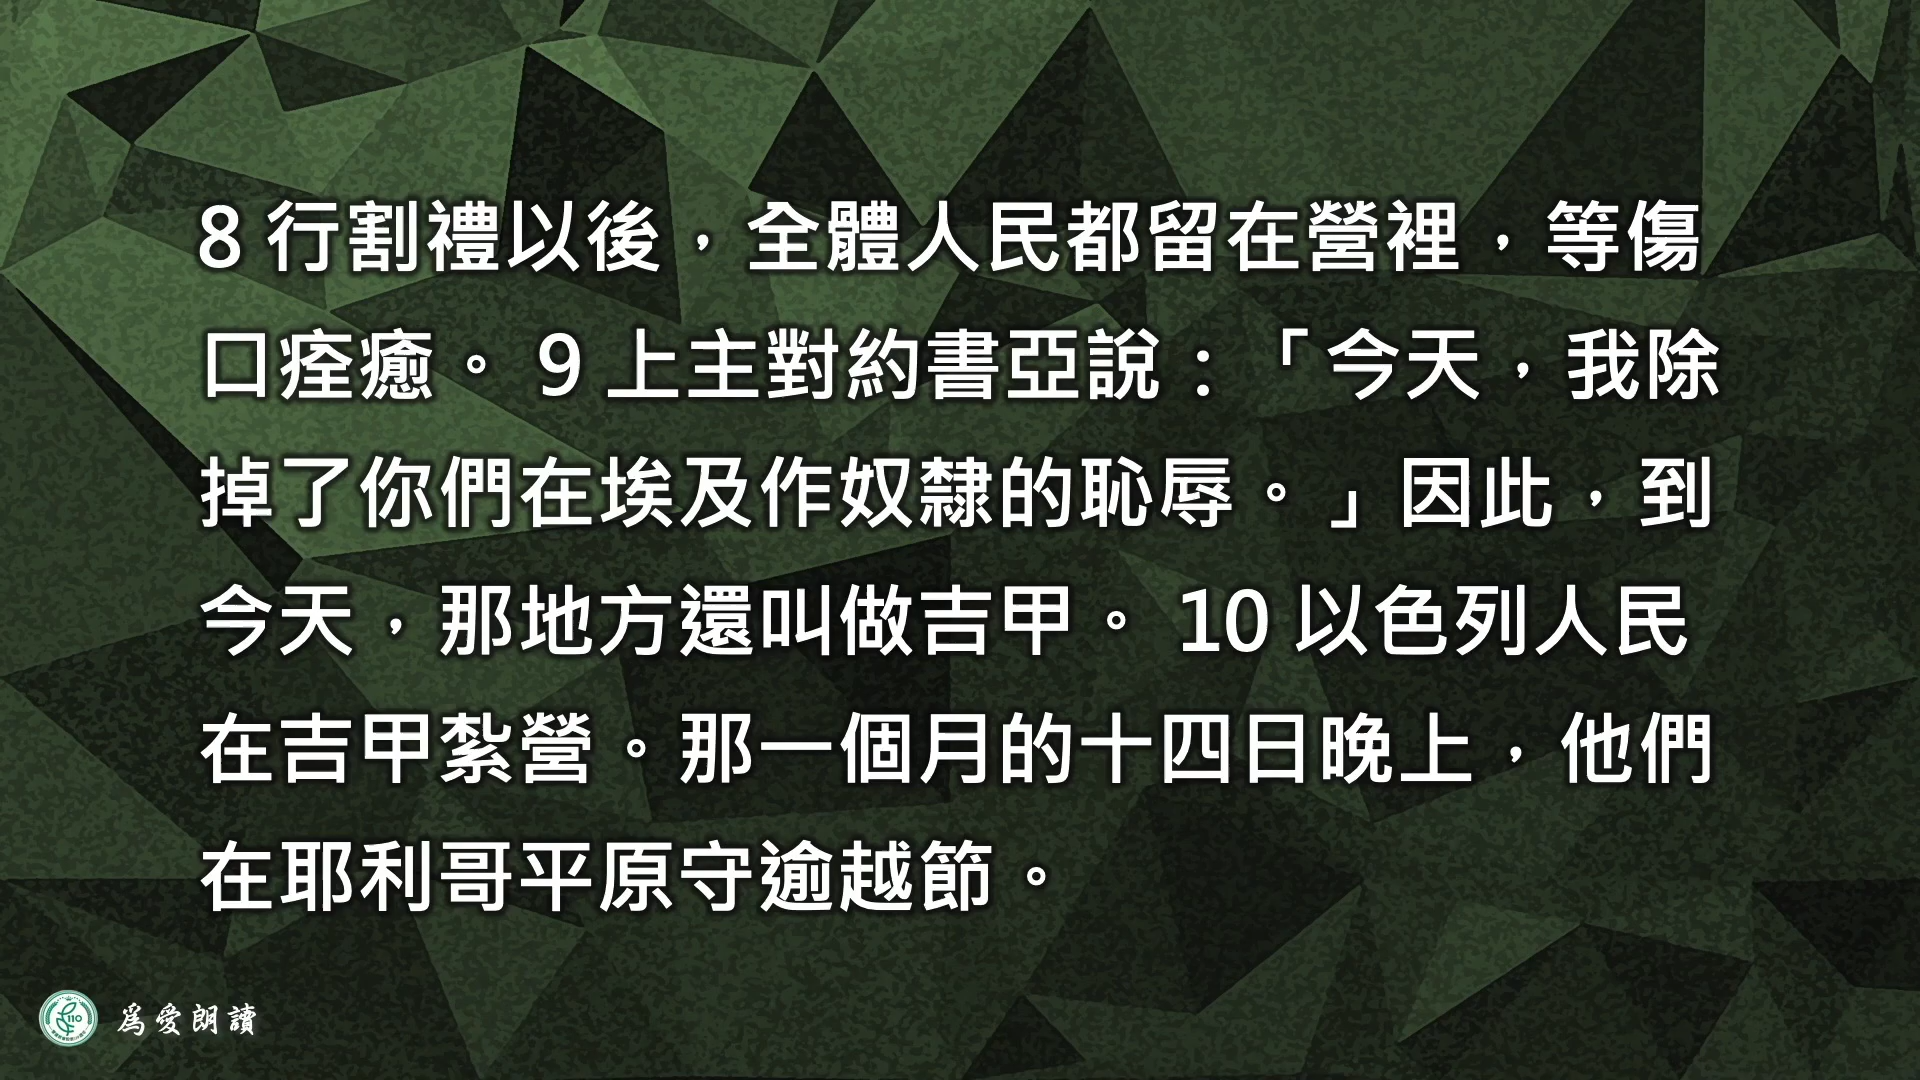 8 行割禮以後，全體人民都留在營裡，等傷
口痊癒。 9 上主對約書亞說：「今天，我除
掉了你們在埃及作奴隸的恥辱。」因此，到
今天，那地方還叫做吉甲。 10 以色列人民
在吉甲紮營。那一個月的十四日晚上，他們
在耶利哥平原守逾越節。
110
為愛朗讀